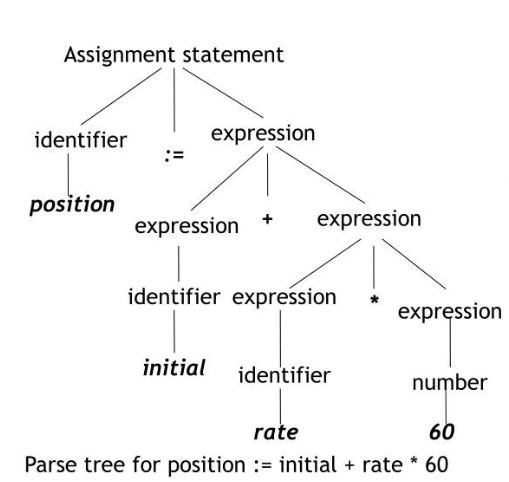 Assignment statement
identifier := expression
position
expression + expression
identifier expression * expression
initial identifier number
rate 60
Parse tree for position := initial + rate * 60